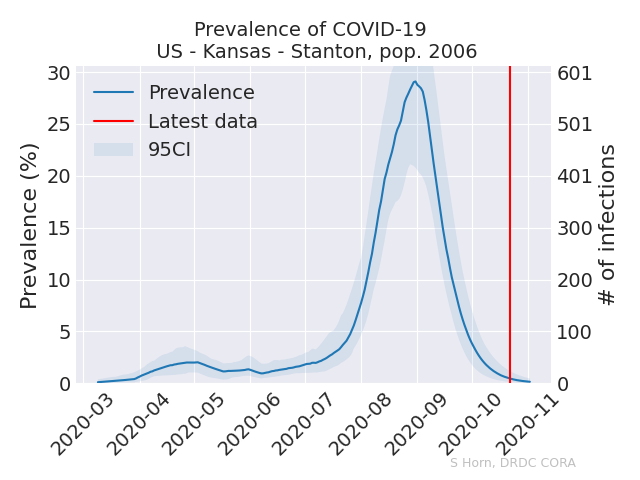 Prevalence of COVID-19
US - Kansas - Stanton, pop. 2006
Prevalence
Latest data
95CI
Prevalence (%)
30
25
20
15
10
5
0
# of infections
601
501
401
300
200
100
0
2020-03
2020-04
2020-05
2020-06
2020-07
2020-08
2020-09
2020-10
2020-11
S Horn, DRDC CORA